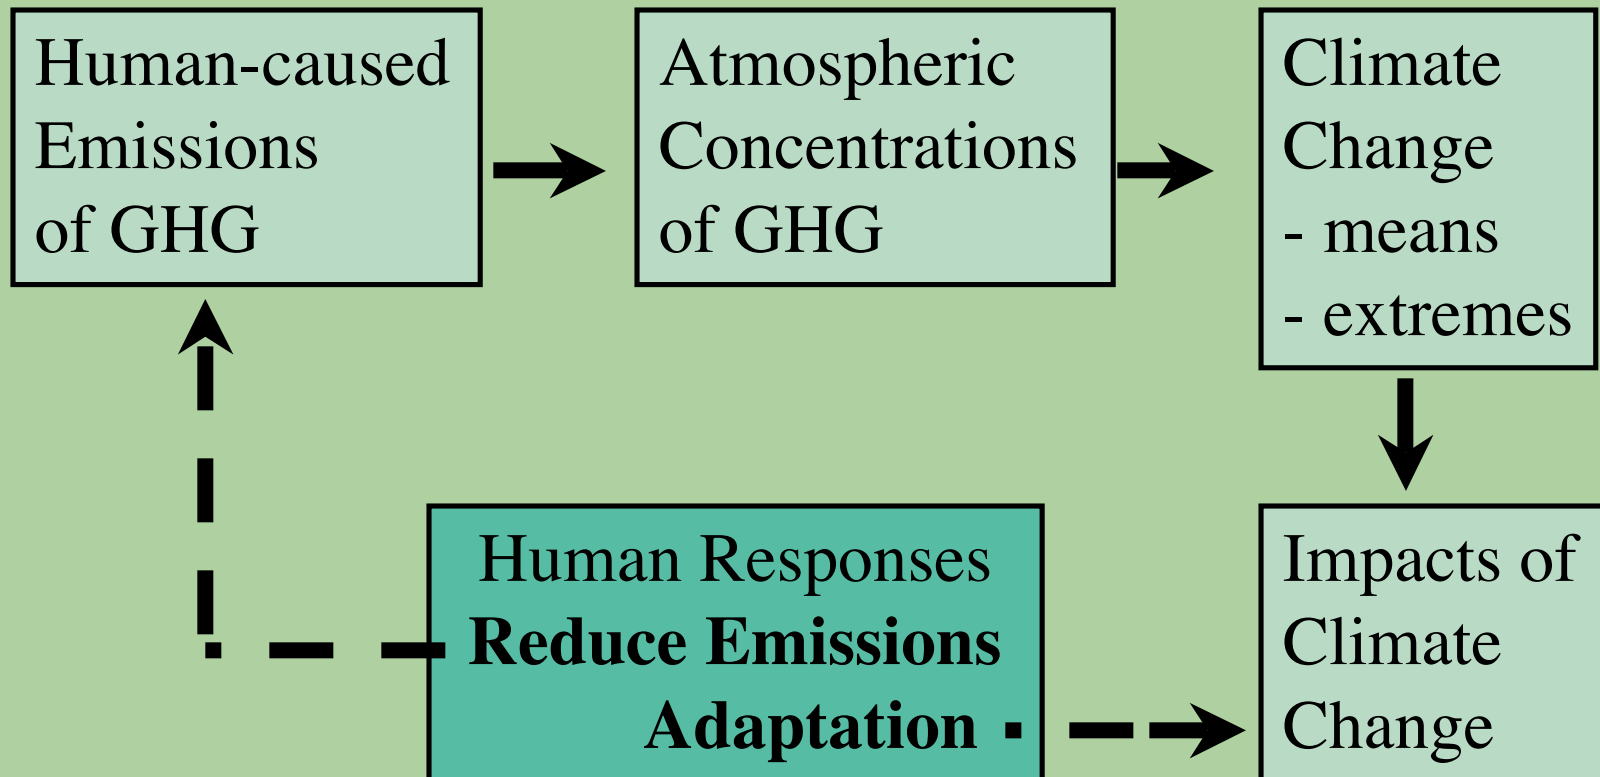 Human-caused
Emissions
of GHG
Atmospheric
Concentrations
of GHG
Climate
Change
- means
- extremes
Human Responses
Reduce Emissions
Adaptation
Impacts of
Climate
Change